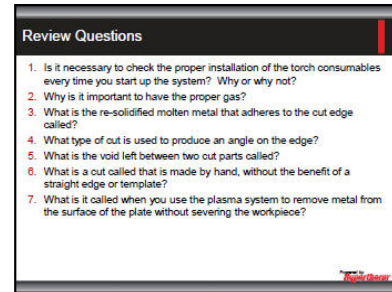 Review Questions
1. Is it necessary to check the proper installation of the torch consumables
every time you start up the system? Why or why not?
2. Why is it important to have the proper gas?
3. What is the re-solidified molten metal that adheres to the cut edge
called?
4. What type of cut is used to produce an angle on the edge?
5. What is the void left between two cut parts called?
6. What is a cut called that is made by hand, without the benefit of a
straight edge or template?
7. What is it called when you use the plasma system to remove metal from
the surface of the plate without severing the workpiece?
Powered by
Hypertherm